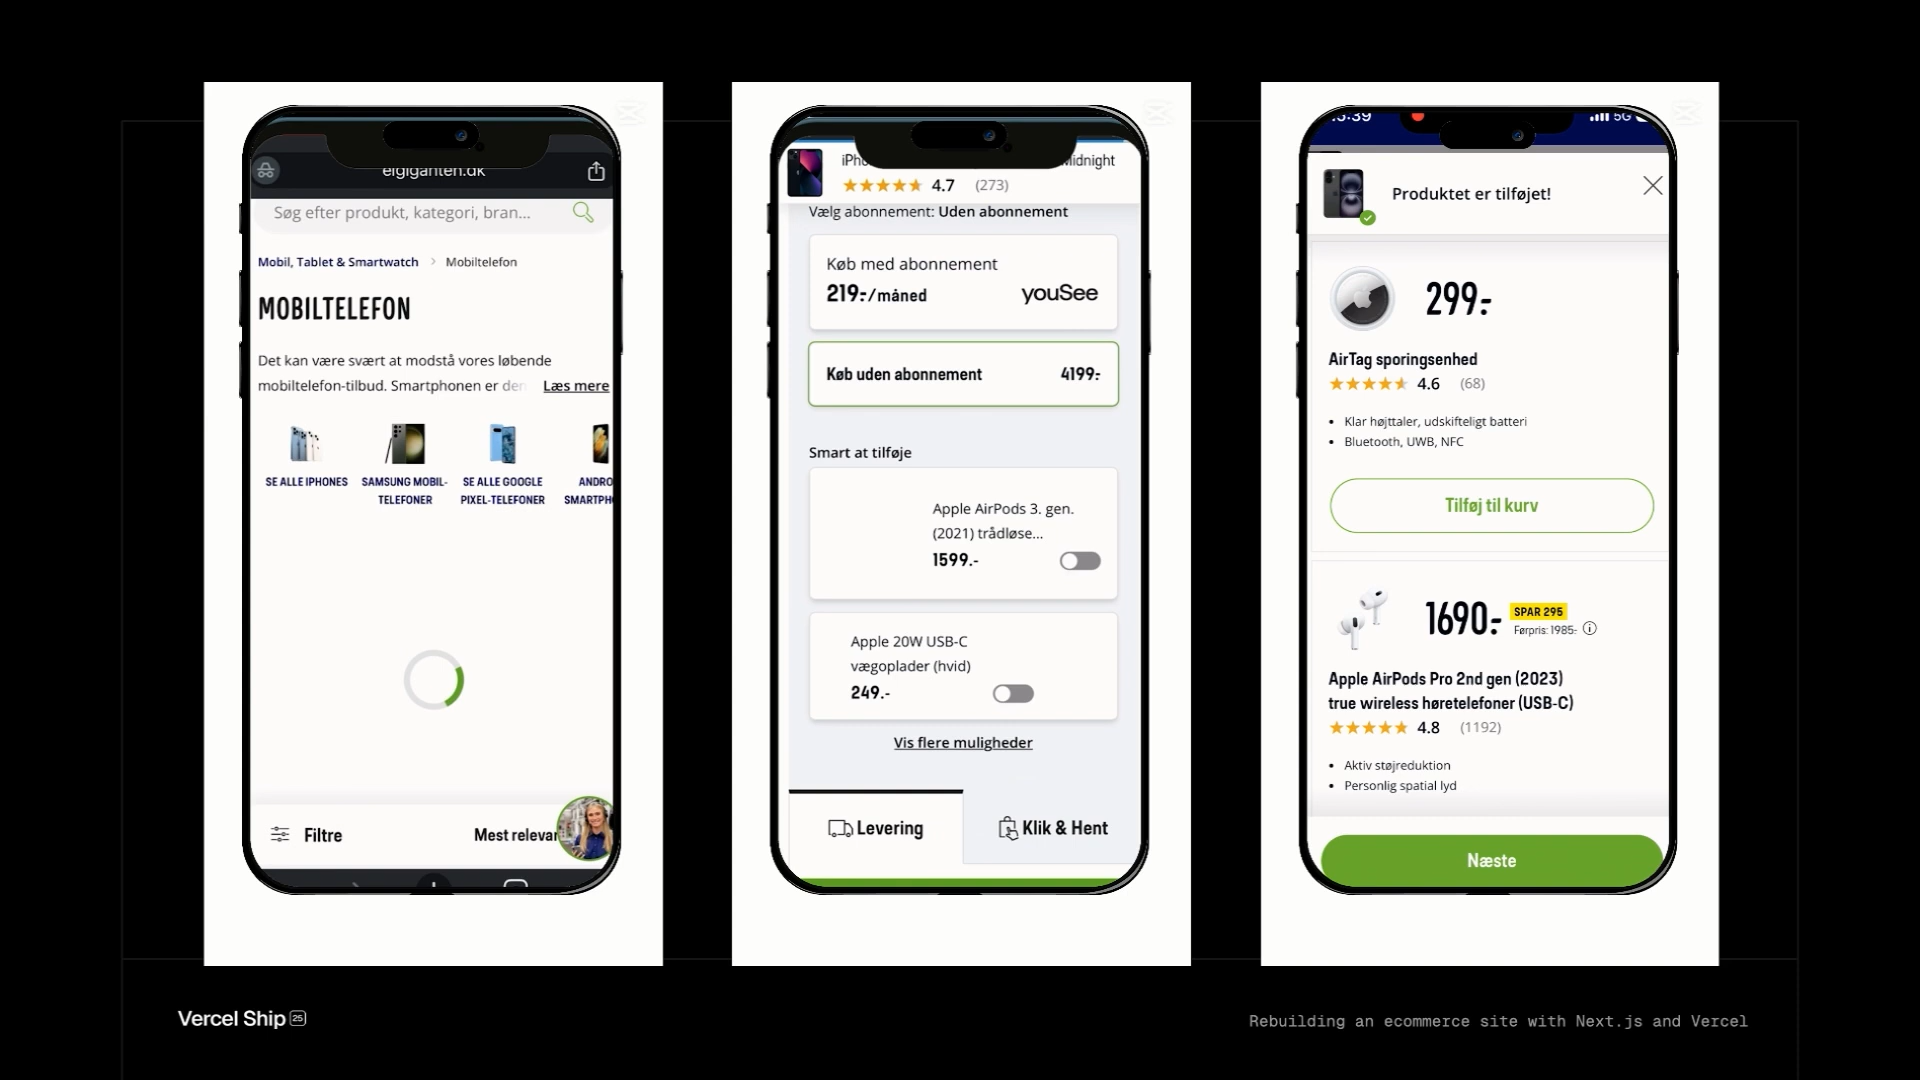 elgiganten.dk
Søg efter produkt, kategori, bran...
Mobil, Tablet & Smartwatch > Mobiltelefon
MOBILTELEFON
Det kan være svært at modstå vores løbende
mobiltelefon-tilbud. Smartphonen er den Læs mere
SE ALLE IPHONES
SAMSUNG MOBIL-
TELEFONER
SE ALLE GOOGLE
PIXEL-TELEFONER
ANDRO
SMARTPH
Filtre
Mest relevan
iPho
Midnight
4.7 (273)
Vælg abonnement: Uden abonnement
Køb med abonnement
219:-/måned
youSee
Køb uden abonnement 4199:-
Smart at tilføje
Apple AirPods 3. gen.
(2021) trådløse...
1599.-
Apple 20W USB-C
vægoplader (hvid)
249.-
Vis flere muligheder
Levering
Klik & Hent
5:39
5G
Produktet er tilføjet!
299:-
AirTag sporingsenhed
4.6 (68)
• Klar højttaler, udskifteligt batteri
• Bluetooth, UWB, NFC
Tilføj til kurv
1690:-
SPAR 295
Førpris: 1985:-
Apple AirPods Pro 2nd gen (2023)
true wireless høretelefoner (USB-C)
4.8 (1192)
• Aktiv støjreduktion
• Personlig spatial lyd
Næste
Vercel Ship 25
Rebuilding an ecommerce site with Next.js and Vercel